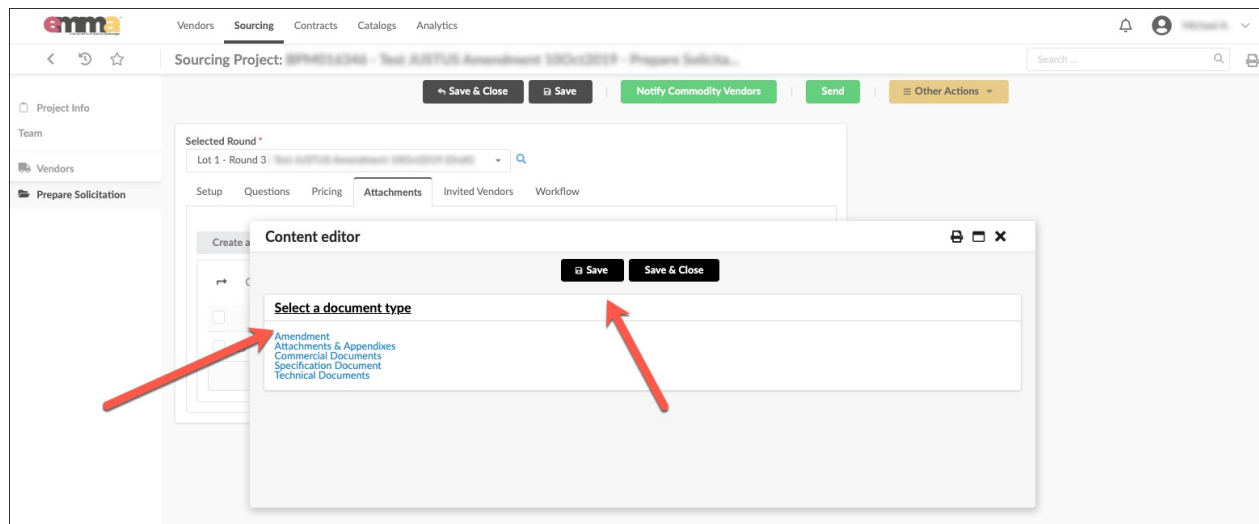 emma
Vendors Sourcing Contracts Catalogs Analytics
Sourcing Project:
Search ...
Save & Close Save Notify Commodity Vendors Send Other Actions
Project Info
Team
Vendors
Prepare Solicitation
Selected Round *
Lot 1 - Round 3
Setup Questions Pricing Attachments Invited Vendors Workflow
Create a
Content editor
Save Save & Close
Select a document type
Amendment
Attachments & Appendixes
Commercial Documents
Specification Document
Technical Documents